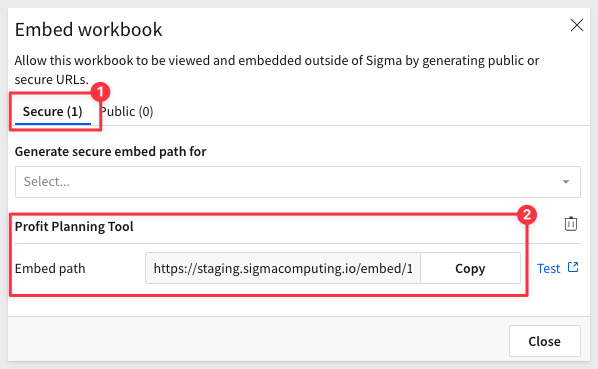 Embed workbook
Allow this workbook to be viewed and embedded outside of Sigma by generating public or
secure URLs.
1
Secure (1) Public (0)
Generate secure embed path for
Select...
2
Profit Planning Tool
Embed path https://staging.sigmacomputing.io/embed/1 Copy Test
Close